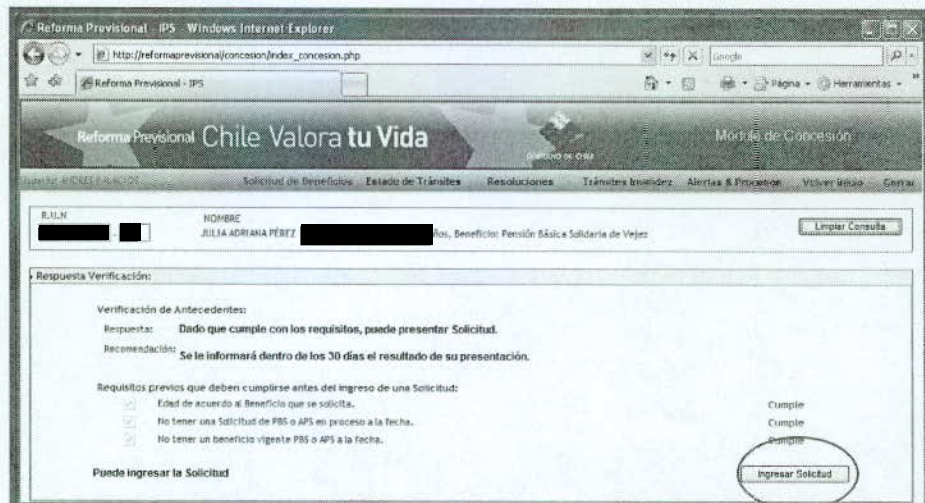 Reforma Previsional - IPS - Windows Internet Explorer
http://reformaprevisional/concesion/index_concesion.php
Google
Reforma Previsional - IPS
Página
Herramientas
Reforma Previsional Chile Valora tu Vida
GOBIERNO DE CHILE
Módulo de Concesión
Solicitud de Beneficios Estado de Trámites Resoluciones Trámites Invalidez Alertas & Procesos Volver Inicio Cerrar
R.U.N
NOMBRE
JULIA ADRIANA PÉREZ años, Beneficio: Pensión Básica Solidaria de Vejez
Limpiar Consulta
Respuesta Verificación:
Verificación de Antecedentes:
Respuesta: Dado que cumple con los requisitos, puede presentar Solicitud.
Recomendación: Se le informará dentro de los 30 días el resultado de su presentación.
Requisitos previos que deben cumplirse antes del ingreso de una Solicitud:
Edad de acuerdo al Beneficio que se solicita. Cumple
No tener una Solicitud de PBS o APS en proceso a la fecha. Cumple
No tener un beneficio vigente PBS o APS a la fecha. Cumple
Puede ingresar la Solicitud
Ingresar Solicitud